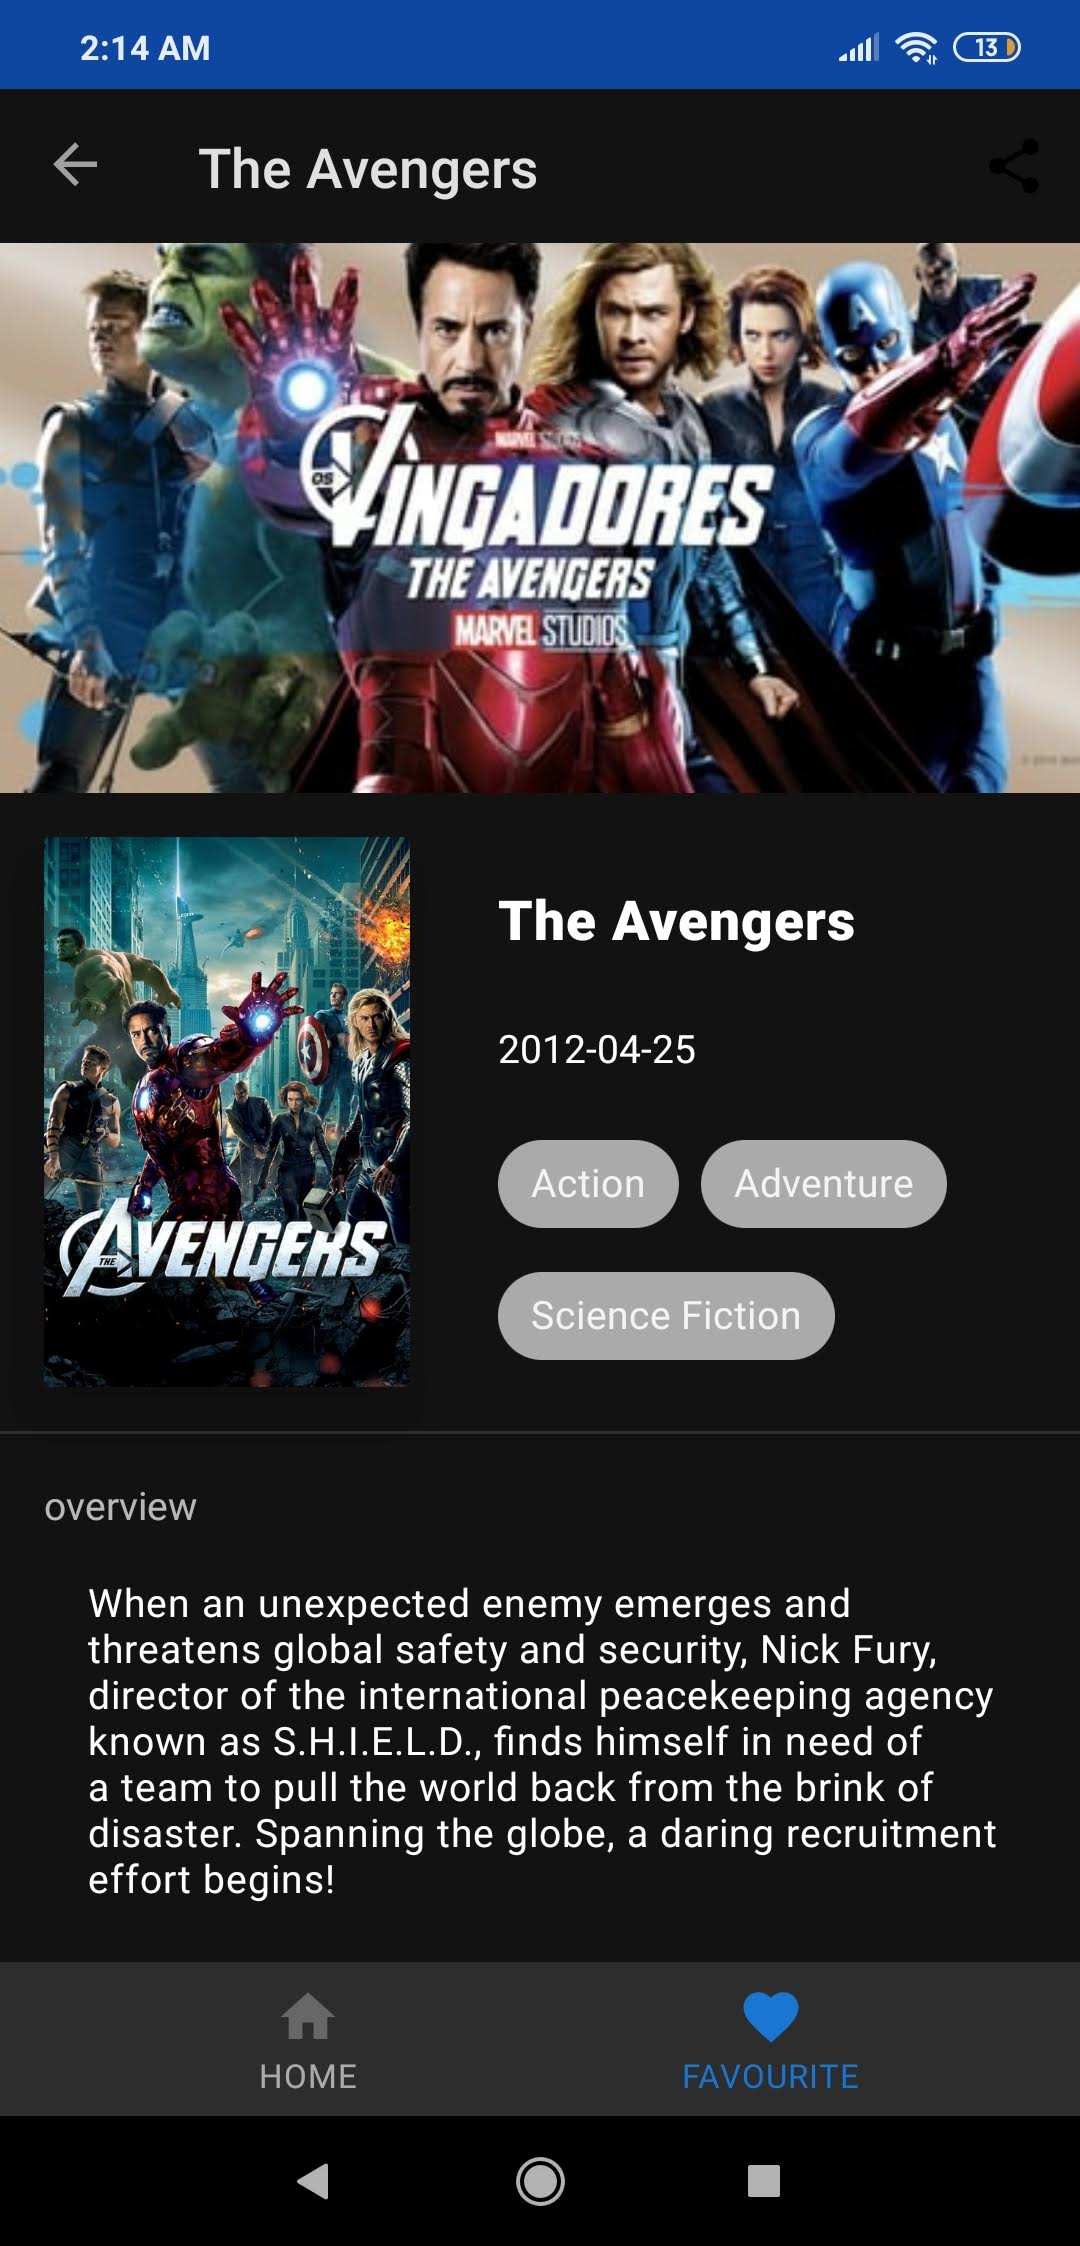 2:14 AM
13
The Avengers
MARVEL STUDIOS
OS
VINGADORES
THE AVENGERS
MARVEL STUDIOS
The Avengers
2012-04-25
THE
AVENGERS
Action
Adventure
Science Fiction
overview
When an unexpected enemy emerges and
threatens global safety and security, Nick Fury,
director of the international peacekeeping agency
known as S.H.I.E.L.D., finds himself in need of
a team to pull the world back from the brink of
disaster. Spanning the globe, a daring recruitment
effort begins!
HOME
FAVOURITE